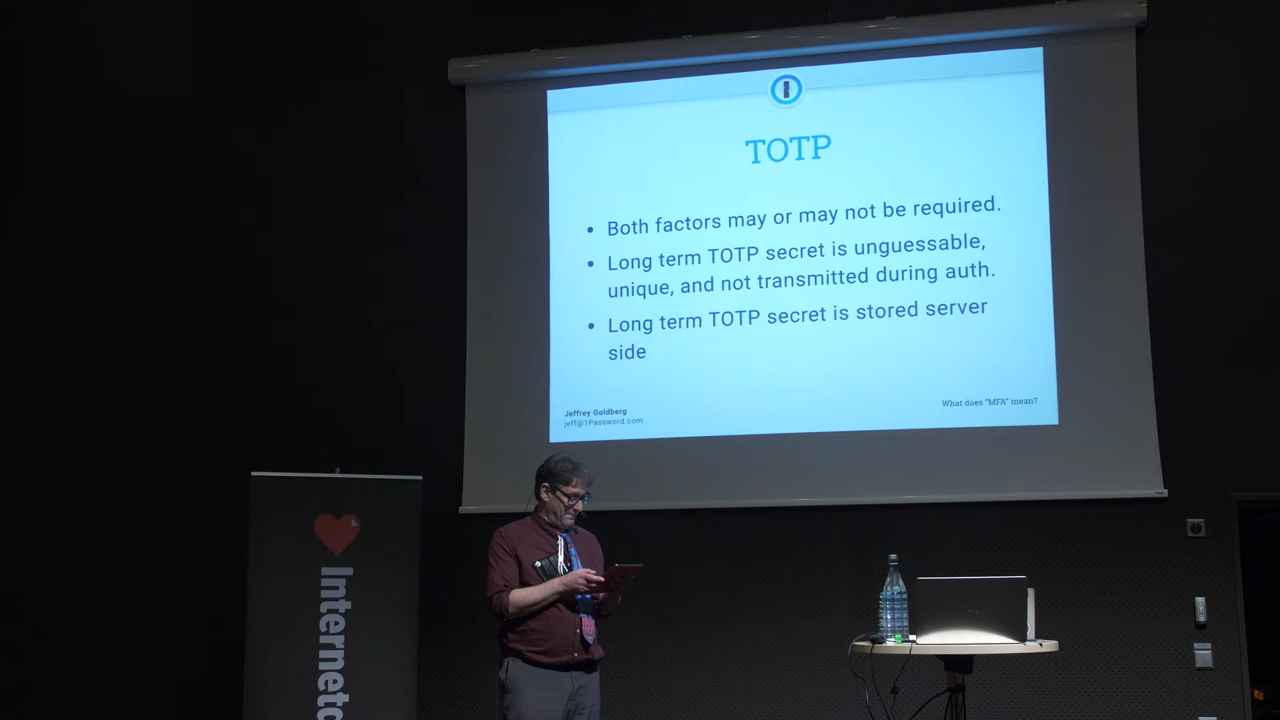 TOTP
• Both factors may or may not be required.
• Long term TOTP secret is unguessable,
unique, and not transmitted during auth.
• Long term TOTP secret is stored server
side
Jeffrey Goldberg
jeff@1Password.com
What does “MFA” mean?